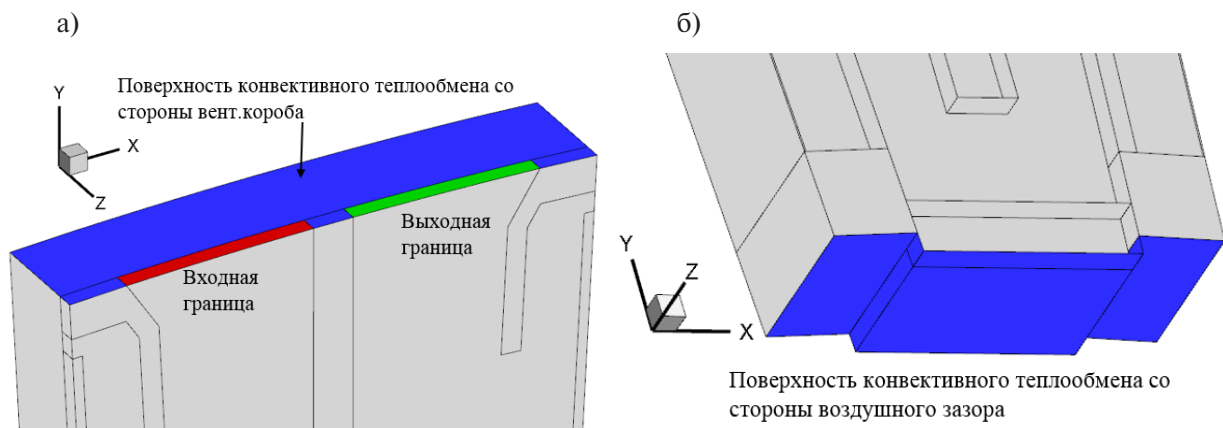 а)
Поверхность конвективного теплообмена со
стороны вент.короба
Y
X
Z
Входная
граница
Выходная
граница
б)
Y
Z
X
Поверхность конвективного теплообмена со
стороны воздушного зазора